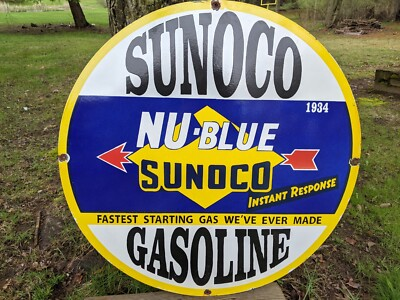 SUNOCO
1934
NU-BLUE
SUNOCO
INSTANT RESPONSE
FASTEST STARTING GAS WE'VE EVER MADE
GASOLINE